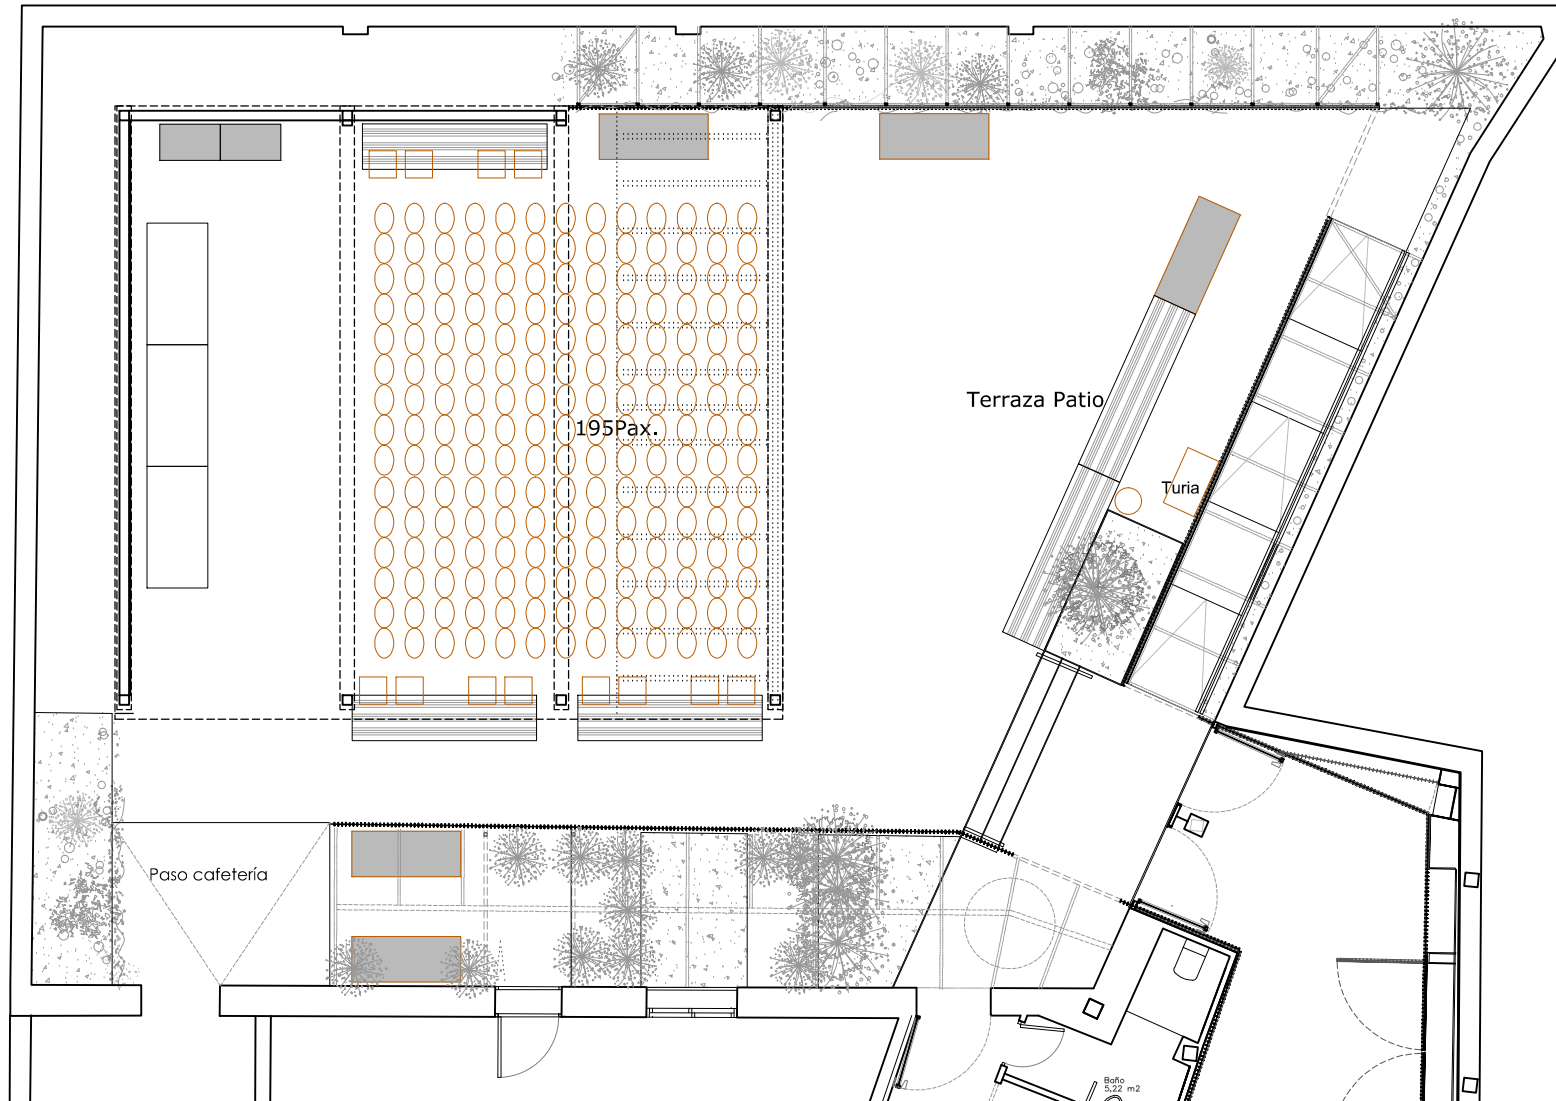 Terraza Patio
195Pax.
Turia
Paso cafetería
Baño
5,22 m2